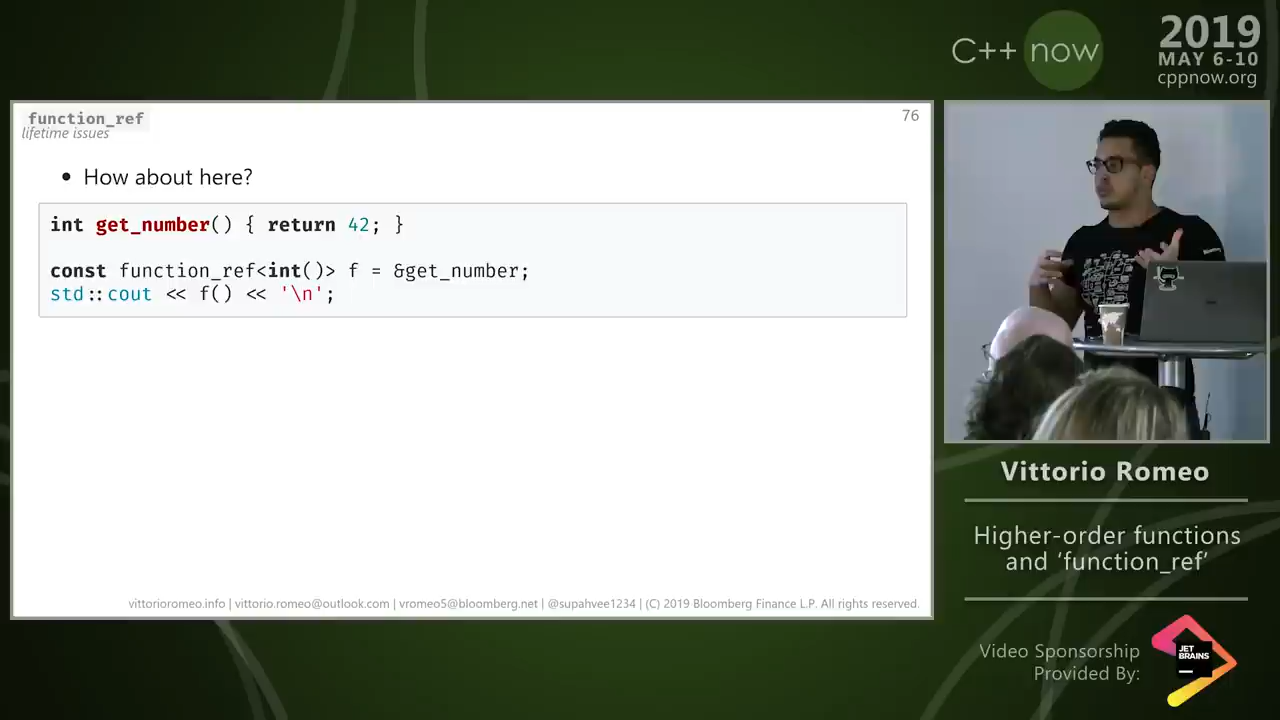 C++ now
2019
MAY 6-10
cppnow.org
function_ref
lifetime issues
76
• How about here?
int get_number() { return 42; }
const function_ref<int()> f = &get_number;
std::cout << f() << '\n';
vittorioromeo.info | vittorio.romeo@outlook.com | vromeo5@bloomberg.net | @supahvee1234 | (C) 2019 Bloomberg Finance L.P. All rights reserved.
Vittorio Romeo
Higher-order functions
and ‘function_ref’
Video Sponsorship
Provided By:
JET
BRAINS